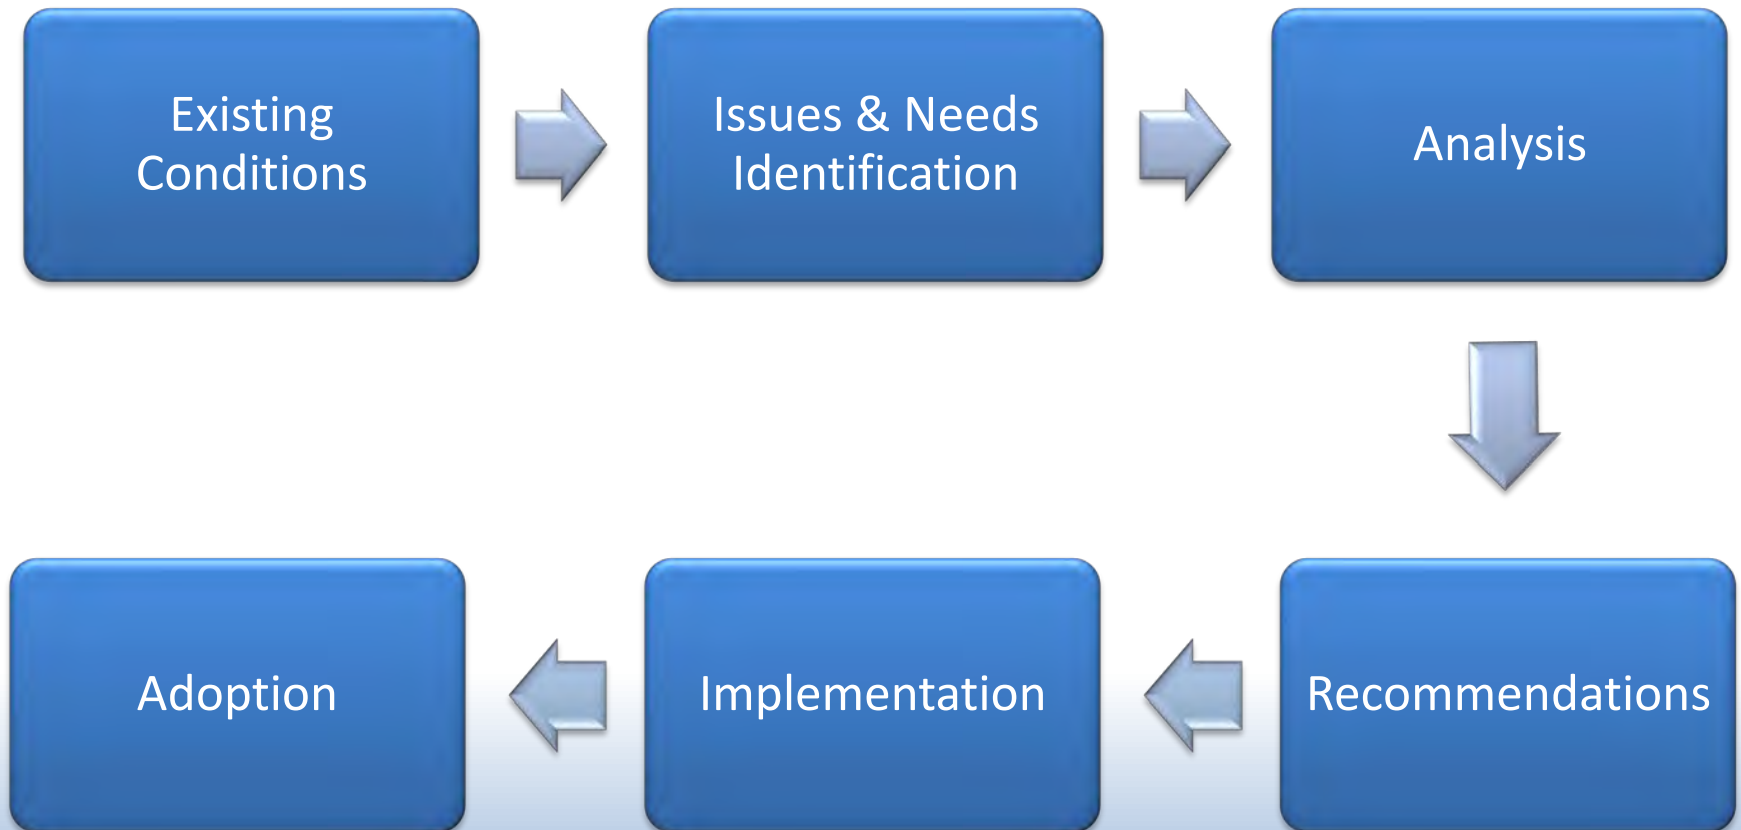 Existing
Conditions
Issues & Needs
Identification
Analysis
Recommendations
Implementation
Adoption